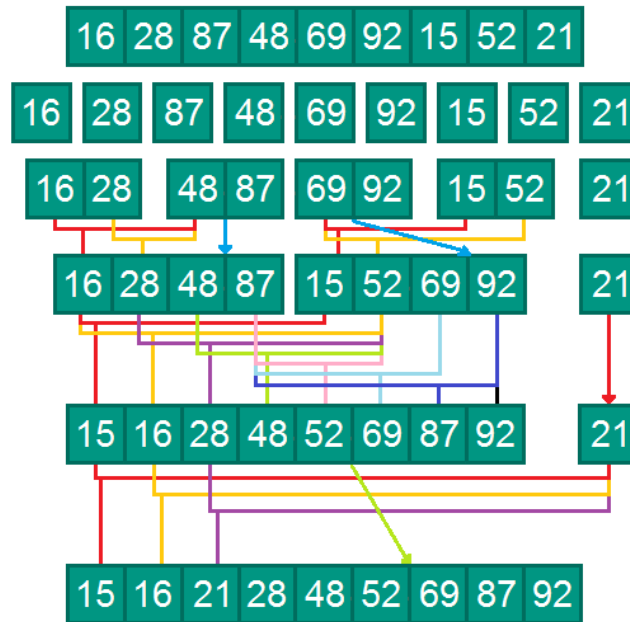 16 28 87 48 69 92 15 52 21
16 28 87 48 69 92 15 52 21
16 28 48 87 69 92 15 52 21
16 28 48 87 15 52 69 92 21
15 16 28 48 52 69 87 92 21
15 16 21 28 48 52 69 87 92